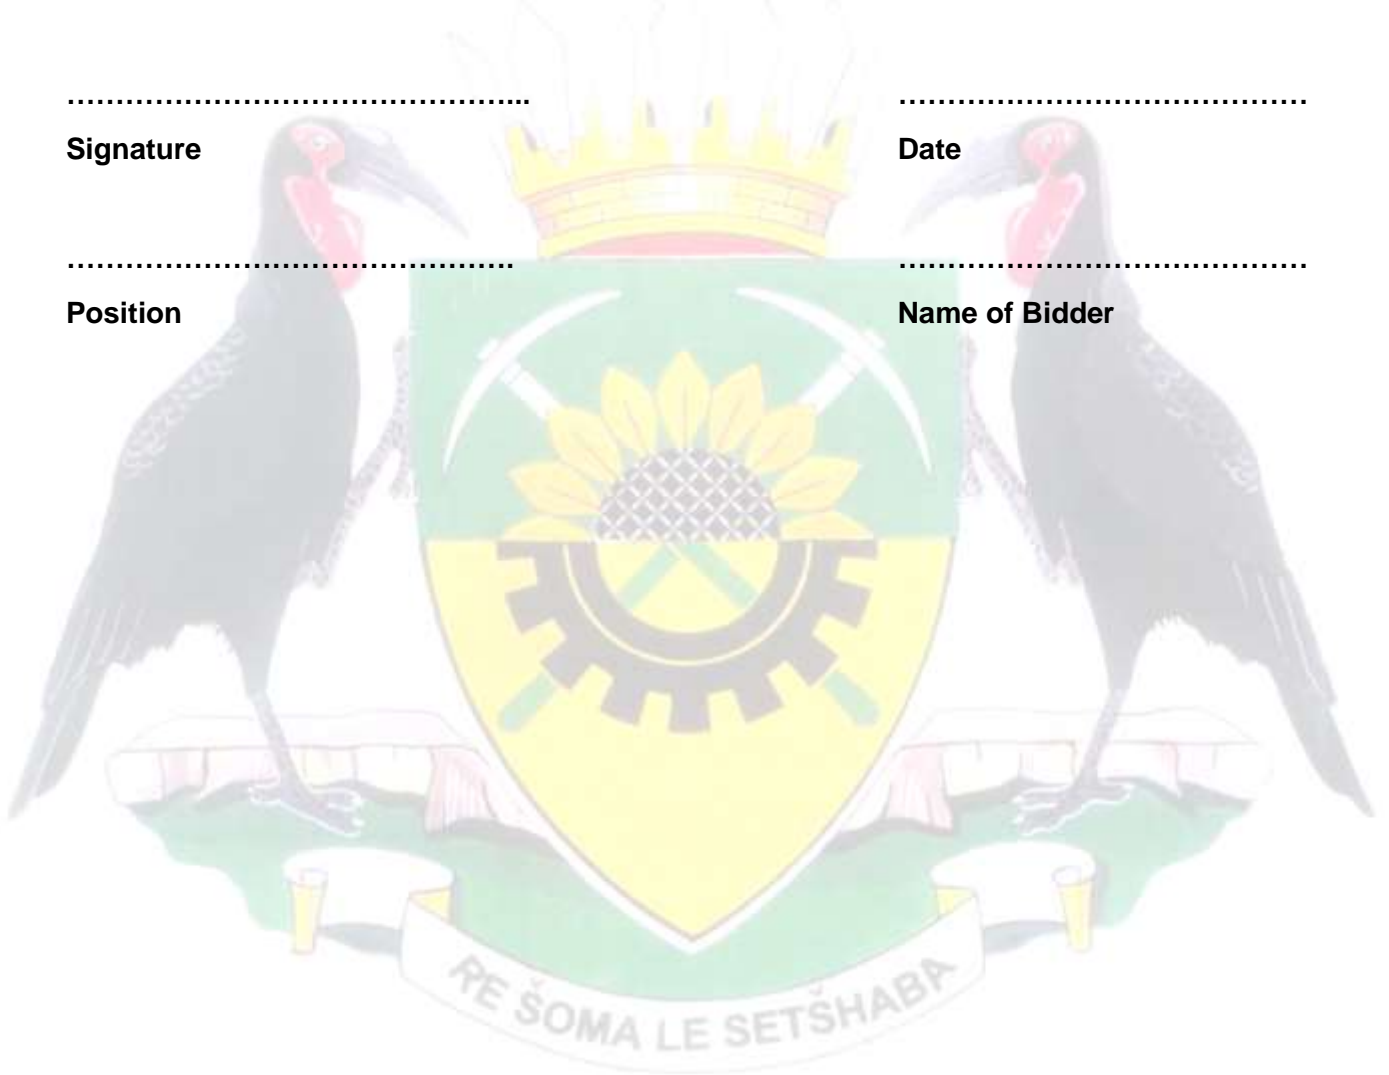 …………………………………………... ……………………………………
Signature Date
………………………………………. ……………………………………
Position Name of Bidder
RE ŠOMA LE SETŠHABA